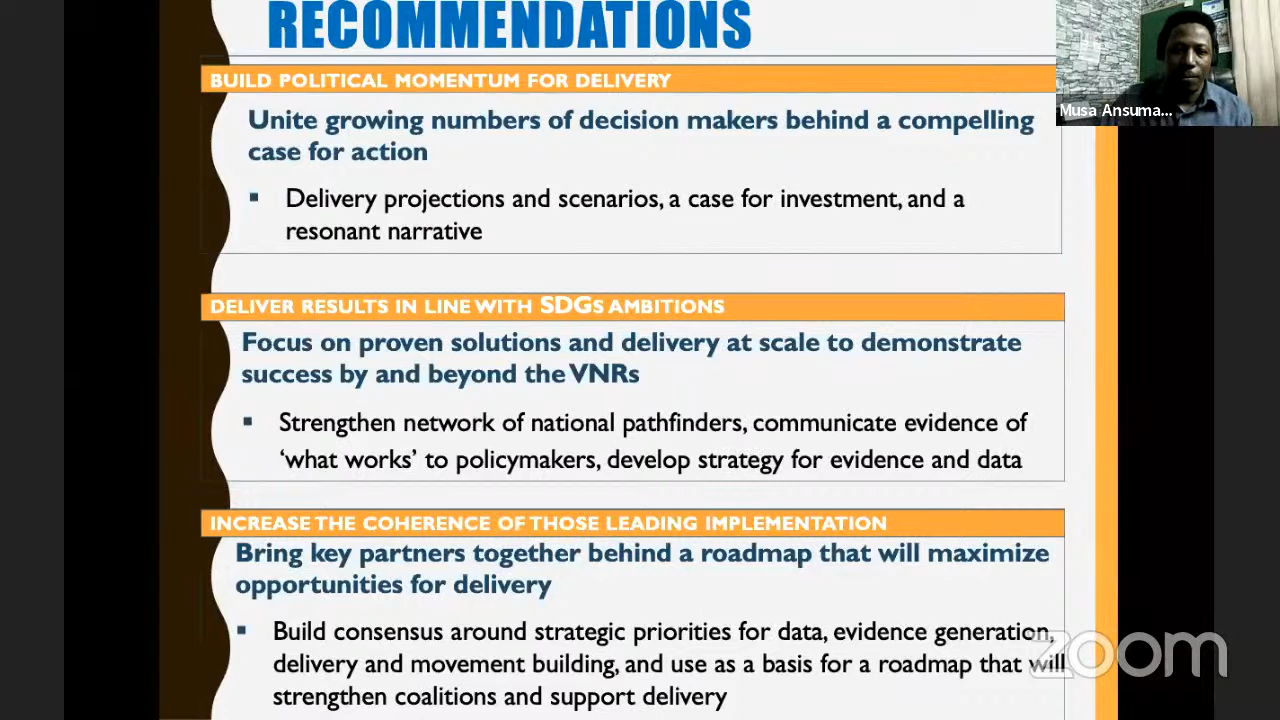 RECOMMENDATIONS
BUILD POLITICAL MOMENTUM FOR DELIVERY
Unite growing numbers of decision makers behind a compelling
case for action
▪ Delivery projections and scenarios, a case for investment, and a
resonant narrative
DELIVER RESULTS IN LINE WITH SDGS AMBITIONS
Focus on proven solutions and delivery at scale to demonstrate
success by and beyond the VNRs
▪ Strengthen network of national pathfinders, communicate evidence of
‘what works’ to policymakers, develop strategy for evidence and data
INCREASE THE COHERENCE OF THOSE LEADING IMPLEMENTATION
Bring key partners together behind a roadmap that will maximize
opportunities for delivery
▪ Build consensus around strategic priorities for data, evidence generation,
delivery and movement building, and use as a basis for a roadmap that will
strengthen coalitions and support delivery
Musa Ansuma...
zoom